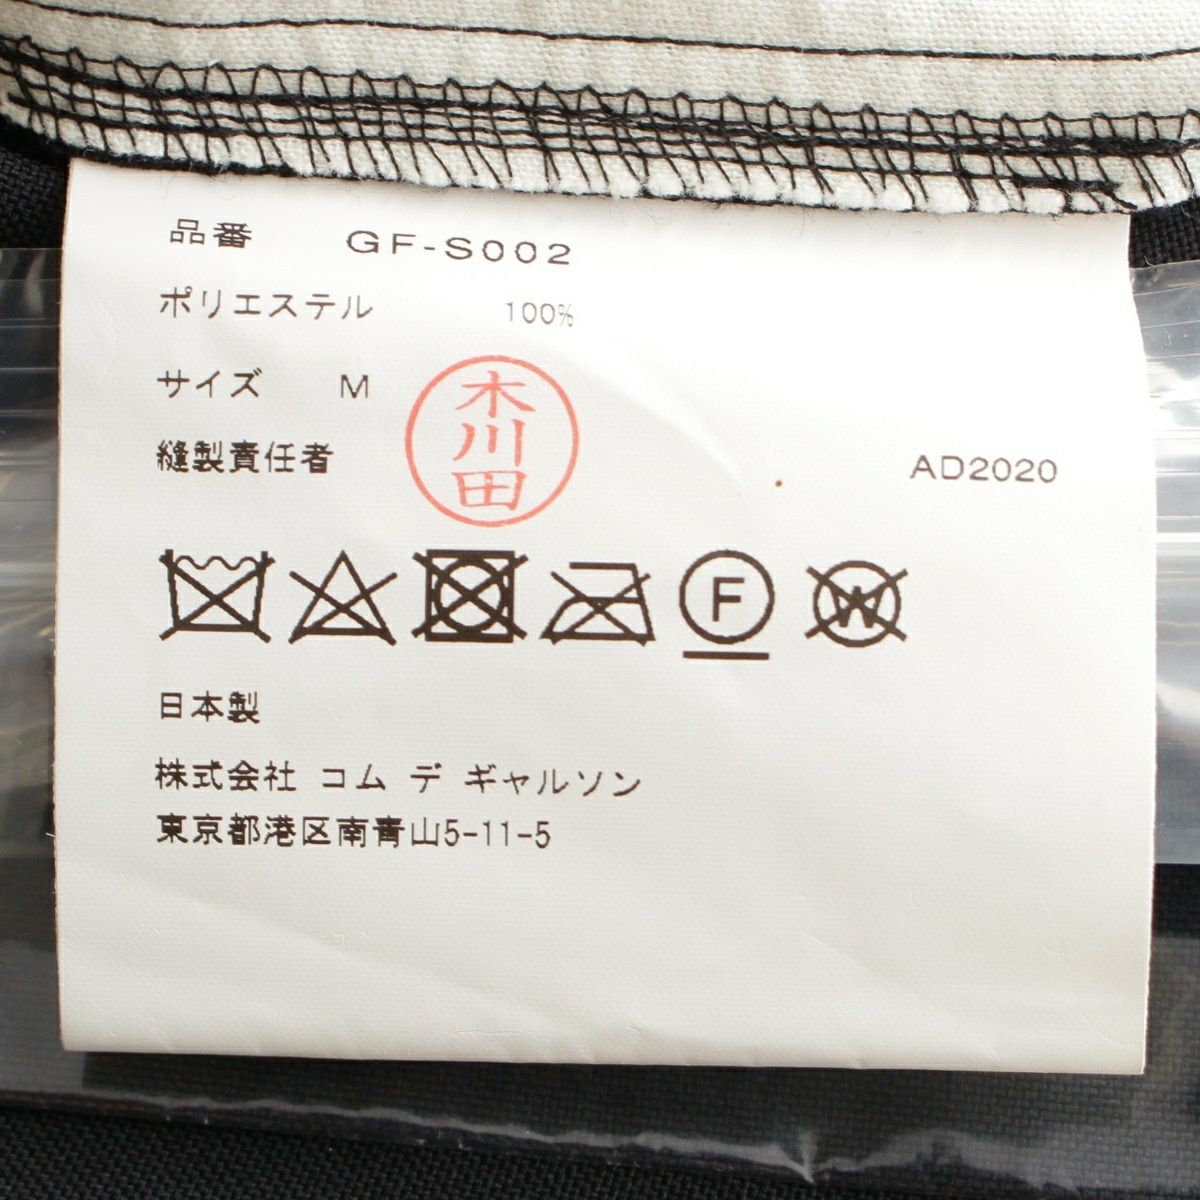 品番 GF-S002
ポリエステル 100%
サイズ M
木川田
縫製責任者
AD2020
F
W
日本製
株式会社 コム デ ギャルソン
東京都港区南青山5-11-5